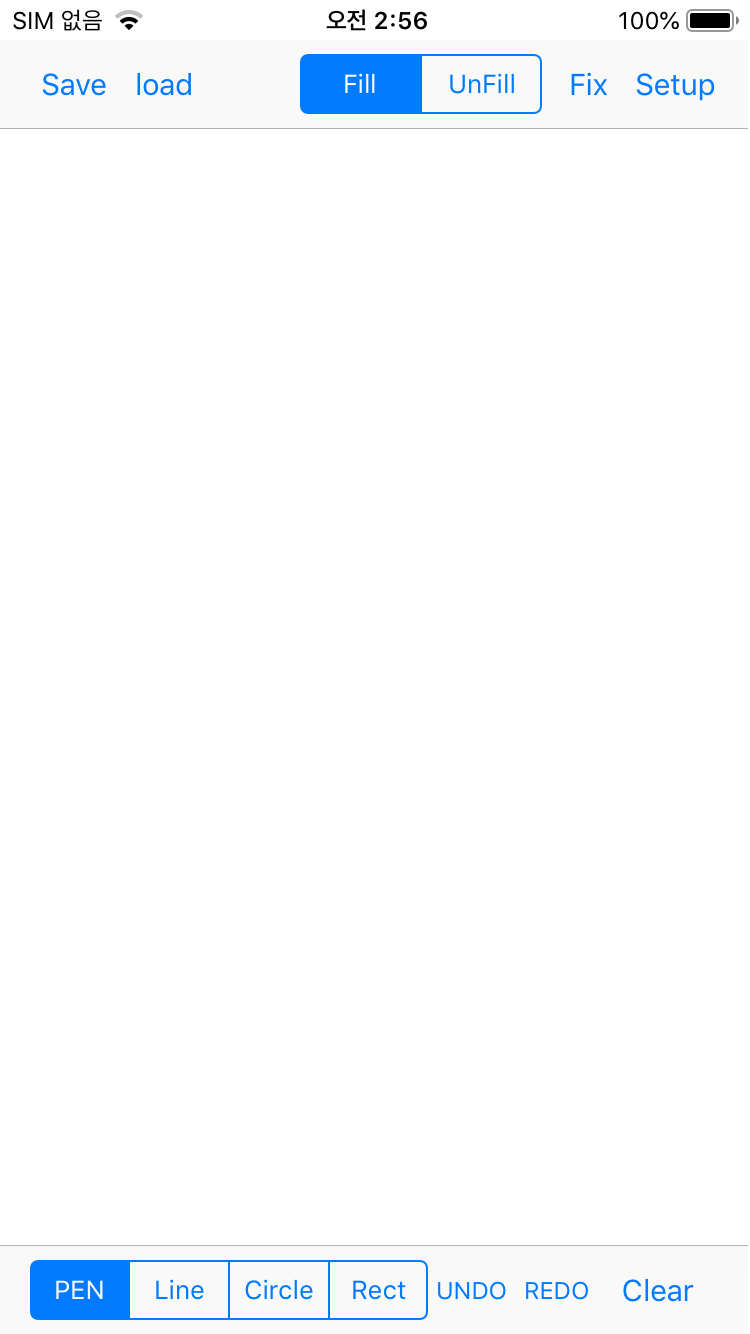 SIM 없음 오전 2:56 100%
Save load Fill UnFill Fix Setup
PEN Line Circle Rect UNDO REDO Clear